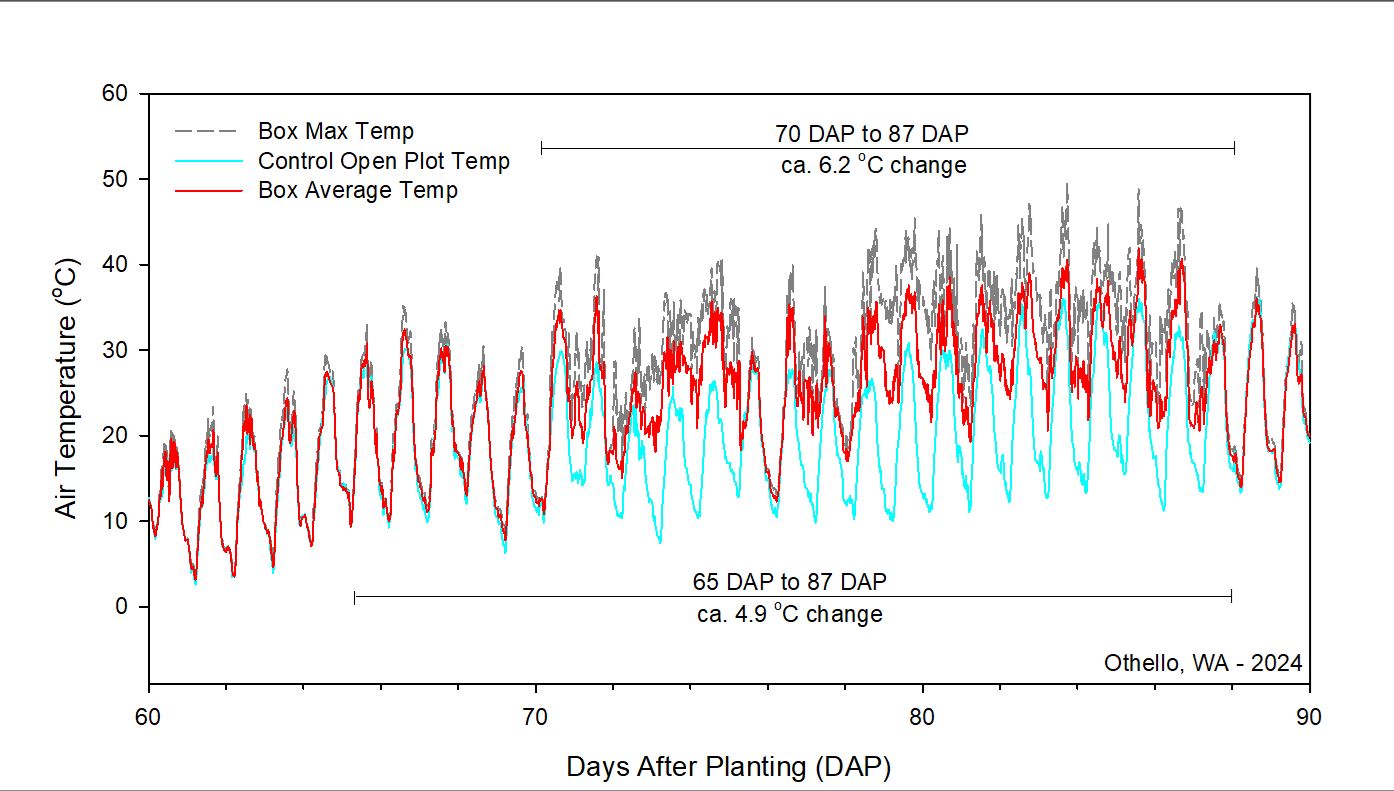 60
Box Max Temp
Control Open Plot Temp
Box Average Temp
70 DAP to 87 DAP
ca. 6.2 °C change
50
40
30
20
10
0
Air Temperature (°C)
65 DAP to 87 DAP
ca. 4.9 °C change
Othello, WA - 2024
60 70 80 90
Days After Planting (DAP)